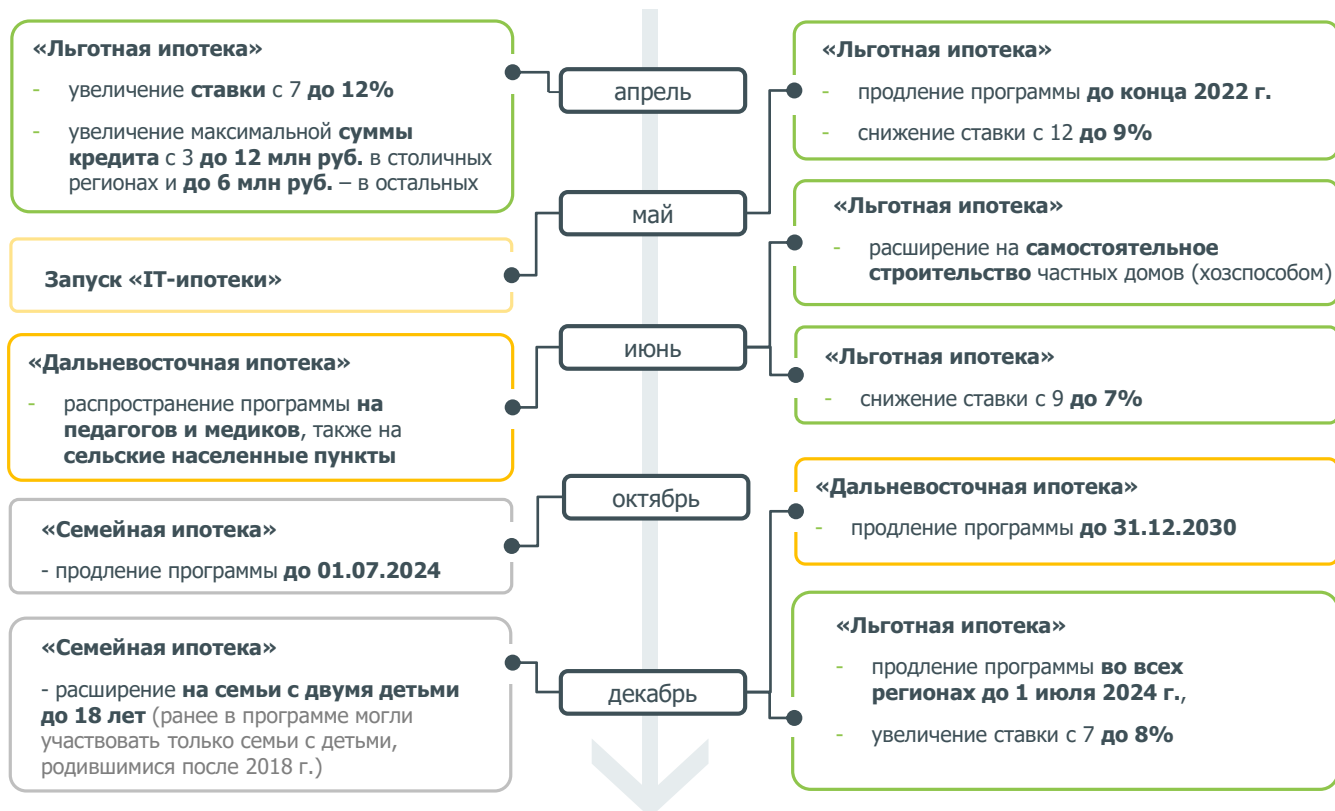 «Льготная ипотека»
- увеличение ставки с 7 до 12%
- увеличение максимальной суммы
кредита с 3 до 12 млн руб. в столичных
регионах и до 6 млн руб. – в остальных
апрель
«Льготная ипотека»
- продление программы до конца 2022 г.
- снижение ставки с 12 до 9%
май
Запуск «IT-ипотеки»
«Льготная ипотека»
- расширение на самостоятельное
строительство частных домов (хозспособом)
июнь
«Дальневосточная ипотека»
- распространение программы на
педагогов и медиков, также на
сельские населенные пункты
«Льготная ипотека»
- снижение ставки с 9 до 7%
октябрь
«Семейная ипотека»
- продление программы до 01.07.2024
«Дальневосточная ипотека»
- продление программы до 31.12.2030
«Семейная ипотека»
- расширение на семьи с двумя детьми
до 18 лет (ранее в программе могли
участвовать только семьи с детьми,
родившимися после 2018 г.)
декабрь
«Льготная ипотека»
- продление программы во всех
регионах до 1 июля 2024 г.,
- увеличение ставки с 7 до 8%